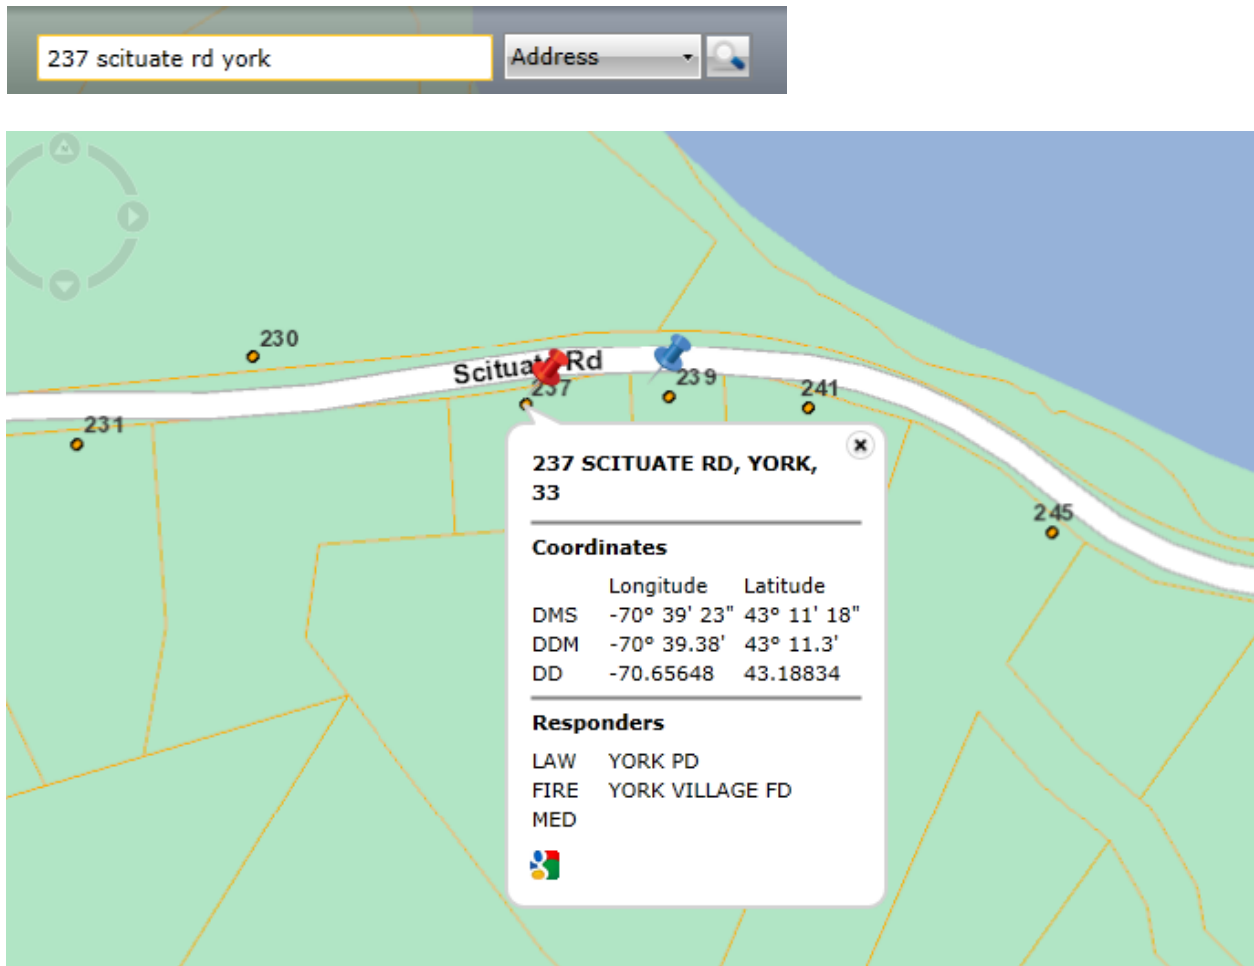 237 scituate rd york
Address
230
Scituate Rd
237
239
241
231
245
237 SCITUATE RD, YORK,
33
Coordinates
Longitude Latitude
DMS -70° 39' 23" 43° 11' 18"
DDM -70° 39.38' 43° 11.3'
DD -70.65648 43.18834
Responders
LAW YORK PD
FIRE YORK VILLAGE FD
MED